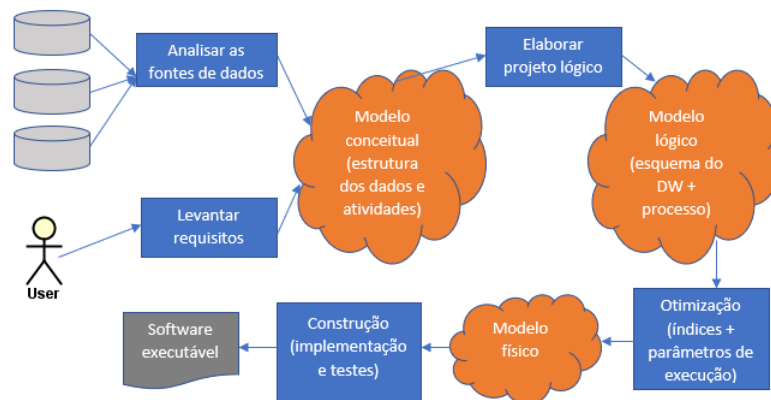 Analisar as
fontes de dados
Elaborar
projeto lógico
Modelo
conceitual
(estrutura
dos dados e
atividades)
Modelo
lógico
(esquema do
DW +
processo)
Levantar
requisitos
User
Software
executável
Construção
(implementação
e testes)
Modelo
físico
Otimização
(índices +
parâmetros de
execução)